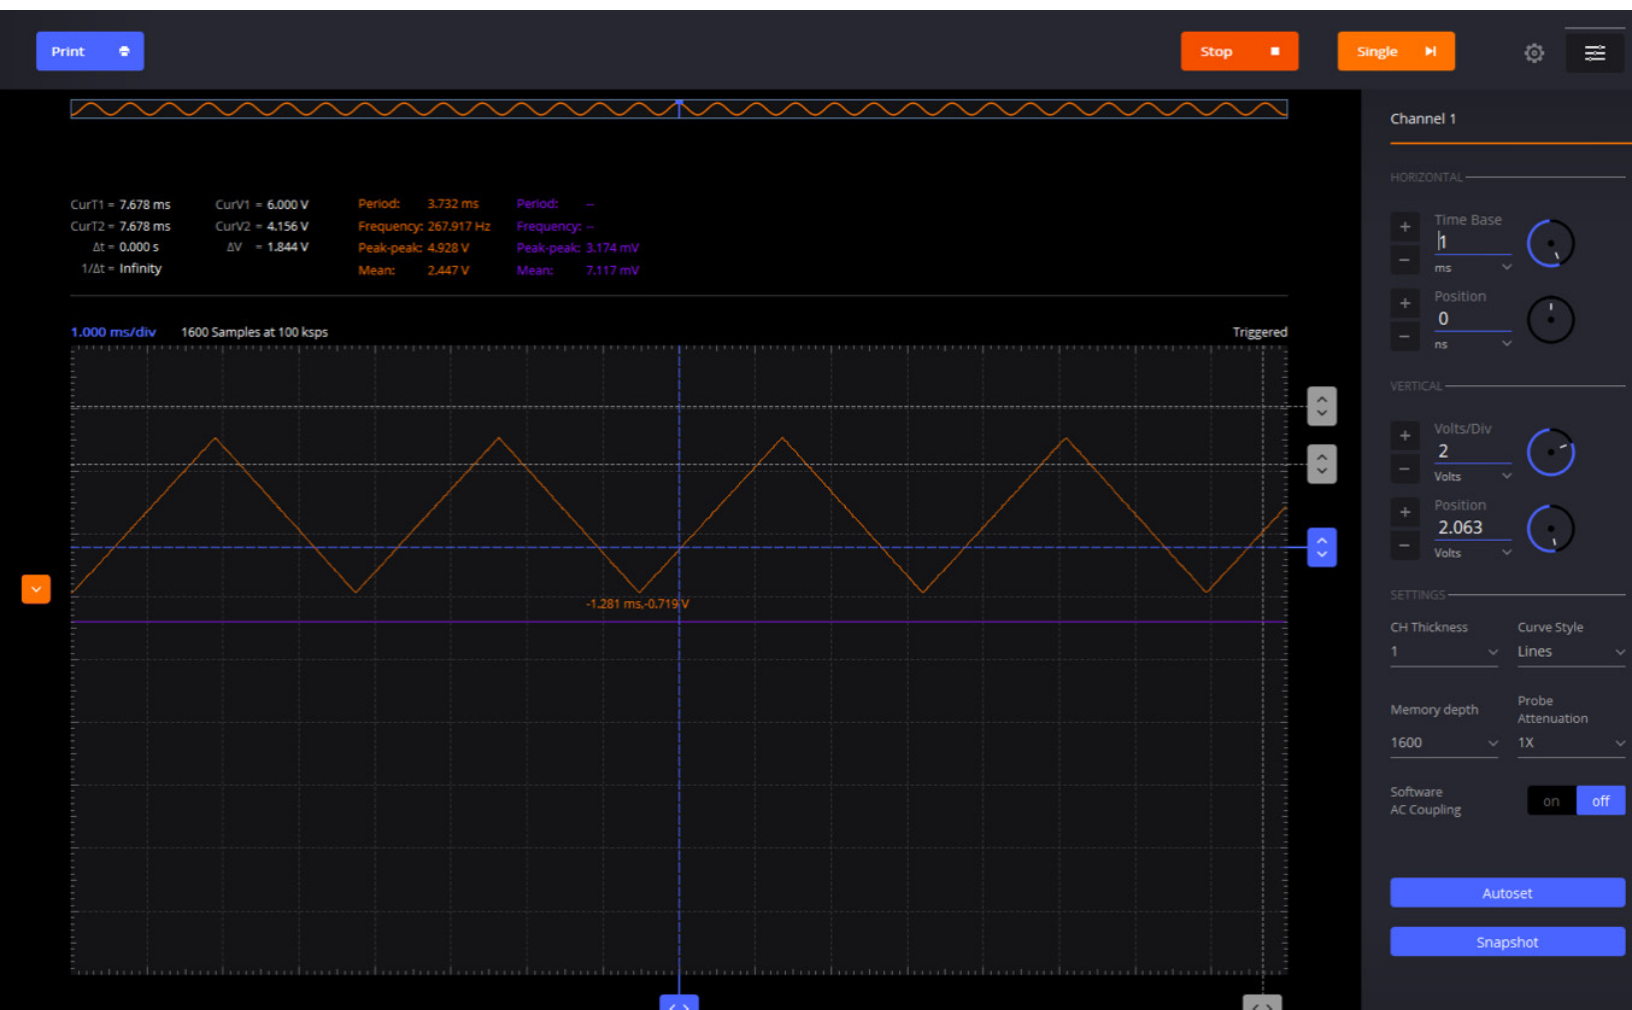 Print
Stop
Single
Channel 1
HORIZONTAL
CurT1 = 7.678 ms CurV1 = 6.000 V Period: 3.732 ms Period: --
CurT2 = 7.678 ms CurV2 = 4.156 V Frequency: 267.917 Hz Frequency: --
Δt = 0.000 s ΔV = 1.844 V Peak-peak: 4.928 V Peak-peak: 3.174 mV
1/Δt = Infinity Mean: 2.447 V Mean: 7.117 mV
Time Base
1
ms
Position
0
ns
1.000 ms/div 1600 Samples at 100 ksps Triggered
VERTICAL
Volts/Div
2
Volts
Position
2.063
Volts
-1.281 ms,-0.719 V
SETTINGS
CH Thickness Curve Style
1 Lines
Memory depth Probe
Attenuation
1600 1X
Software
AC Coupling
on off
Autoset
Snapshot